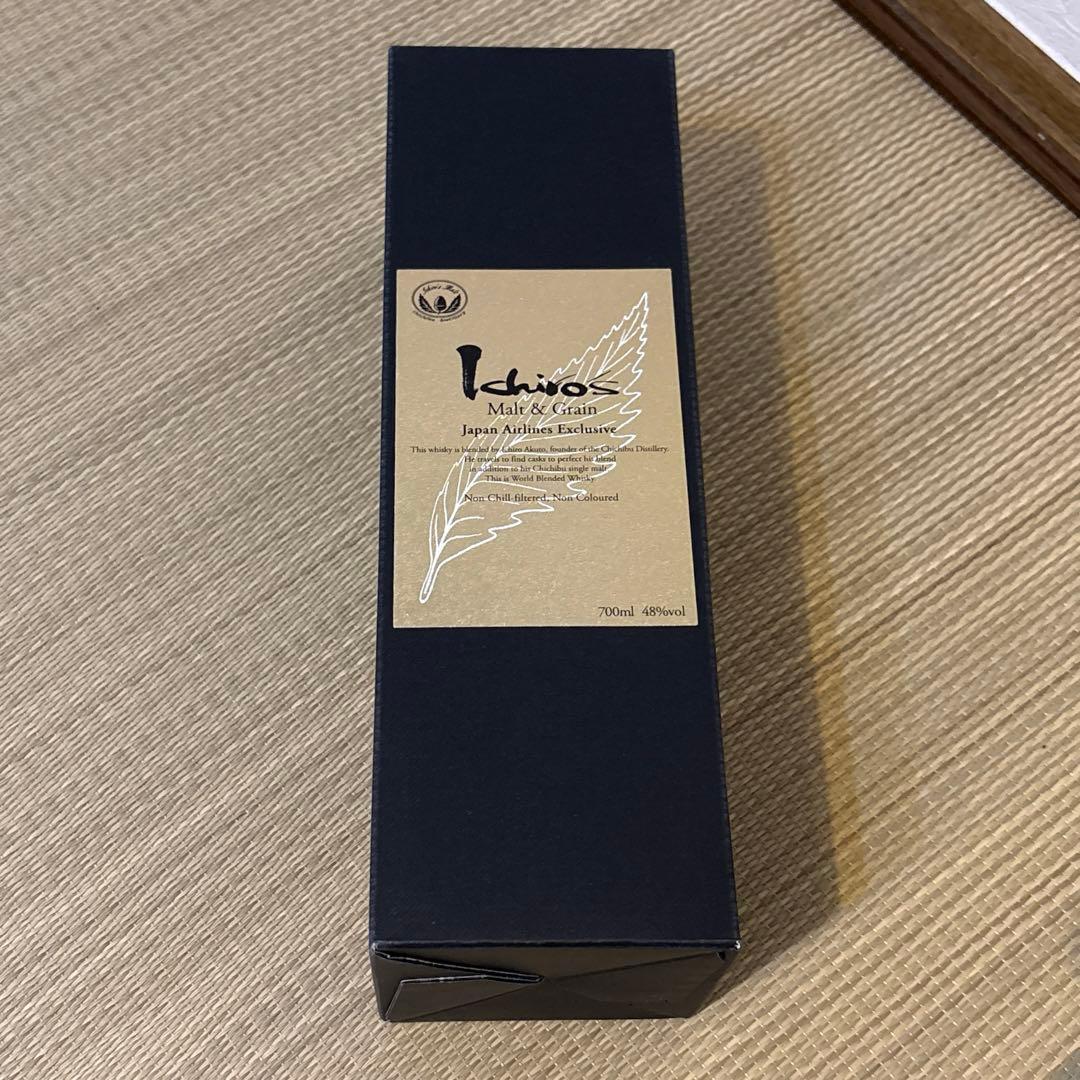 Ichiro's Malt
Ichiro's
Malt & Grain
Japan Airlines Exclusive
This whisky is blended by Ichiro Akuto, founder of the Chichibu Distillery.
He travels to find casks to perfect his blend
in addition to his Chichibu single malt.
This is World Blended Whisky.
Non Chill-filtered, Non Coloured
700ml 48%vol